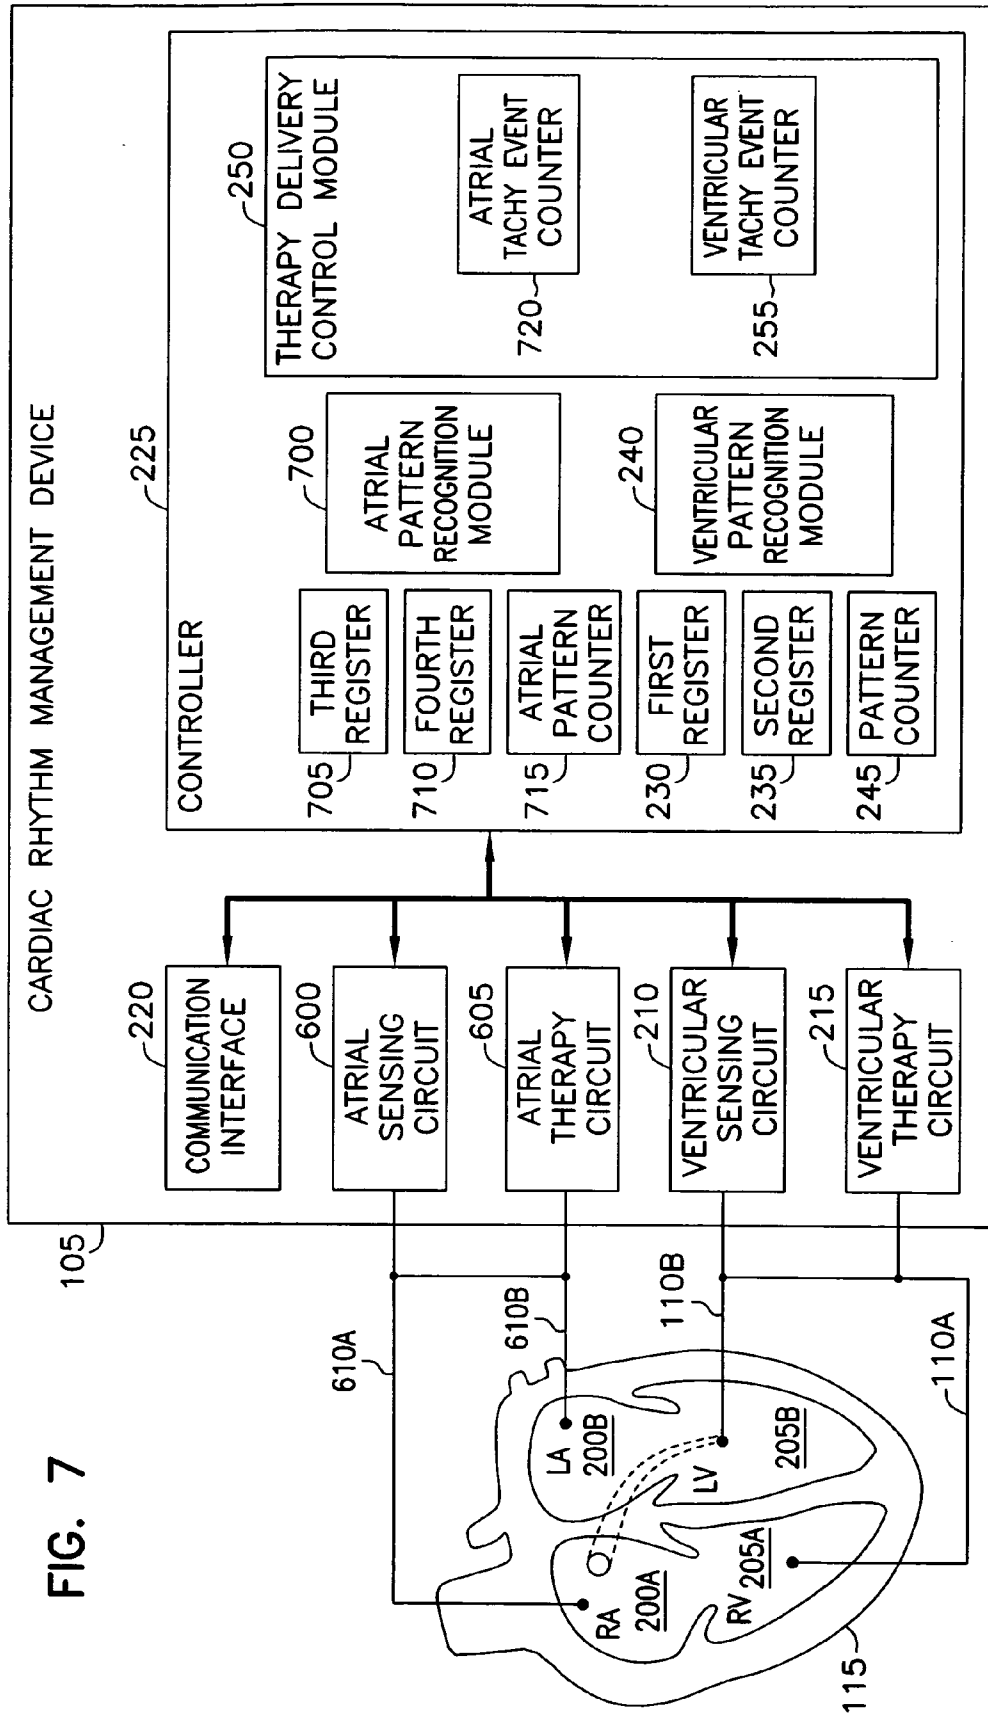 FIG. 7
CARDIAC RHYTHM MANAGEMENT DEVICE
105
220
COMMUNICATION
INTERFACE
600
ATRIAL
SENSING
CIRCUIT
605
ATRIAL
THERAPY
CIRCUIT
210
VENTRICULAR
SENSING
CIRCUIT
215
VENTRICULAR
THERAPY
CIRCUIT
225
CONTROLLER
705
THIRD
REGISTER
710
FOURTH
REGISTER
715
ATRIAL
PATTERN
COUNTER
230
FIRST
REGISTER
235
SECOND
REGISTER
245
PATTERN
COUNTER
700
ATRIAL
PATTERN
RECOGNITION
MODULE
240
VENTRICULAR
PATTERN
RECOGNITION
MODULE
250
THERAPY DELIVERY
CONTROL MODULE
720
ATRIAL
TACHY EVENT
COUNTER
255
VENTRICULAR
TACHY EVENT
COUNTER
610A
610B
110B
110A
RA
200A
LA
200B
RV
205A
LV
205B
115